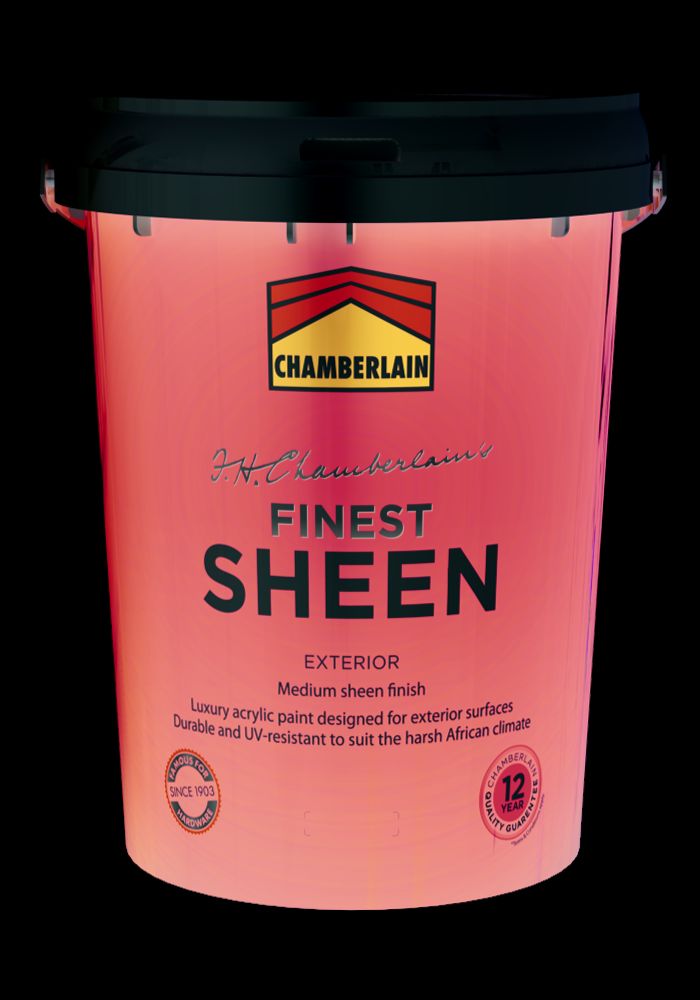 CHAMBERLAIN
F.H.Chamberlain's
FINEST
SHEEN
EXTERIOR
Medium sheen finish
Luxury acrylic paint designed for exterior surfaces
Durable and UV-resistant to suit the harsh African climate
FAMOUS FOR
SINCE 1903
HARDWARE
CHAMBERLAIN
12
YEAR
QUALITY GUARENTEE